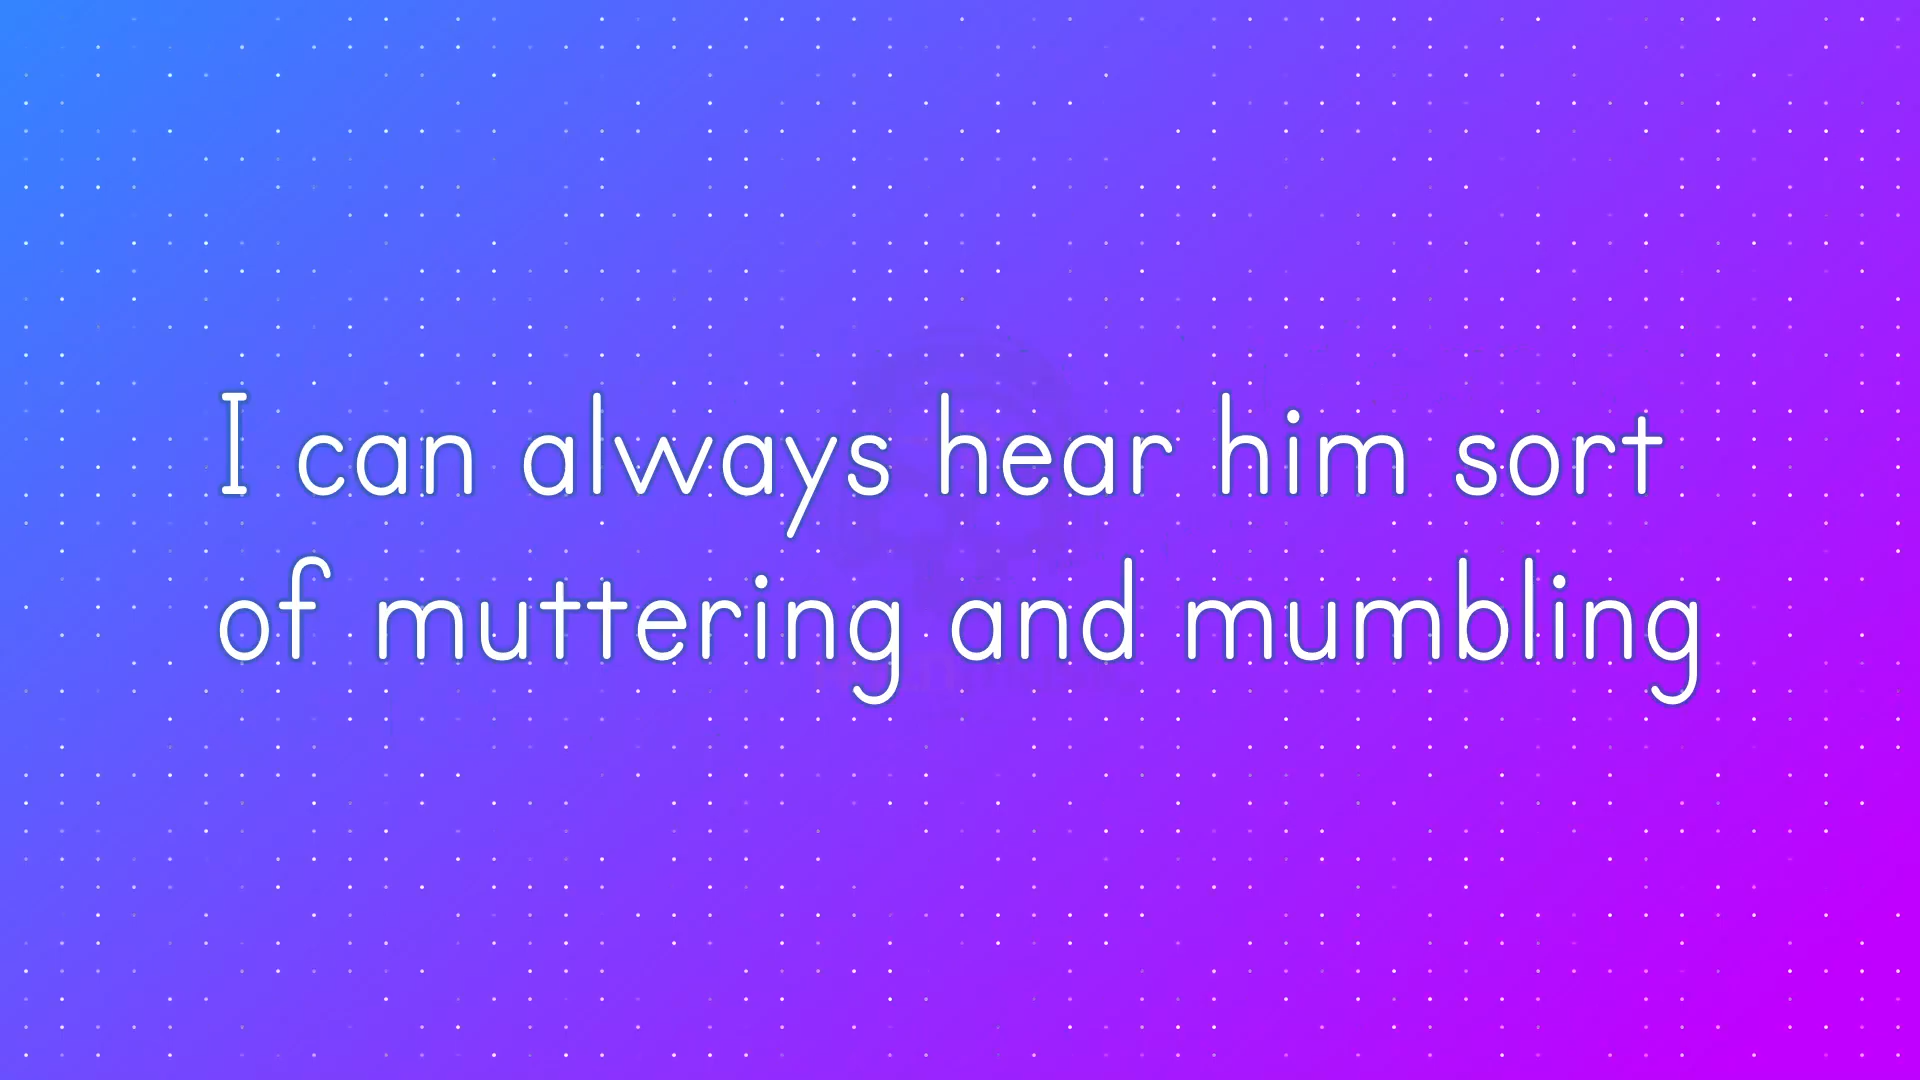 I can always hear him sort
of muttering and mumbling